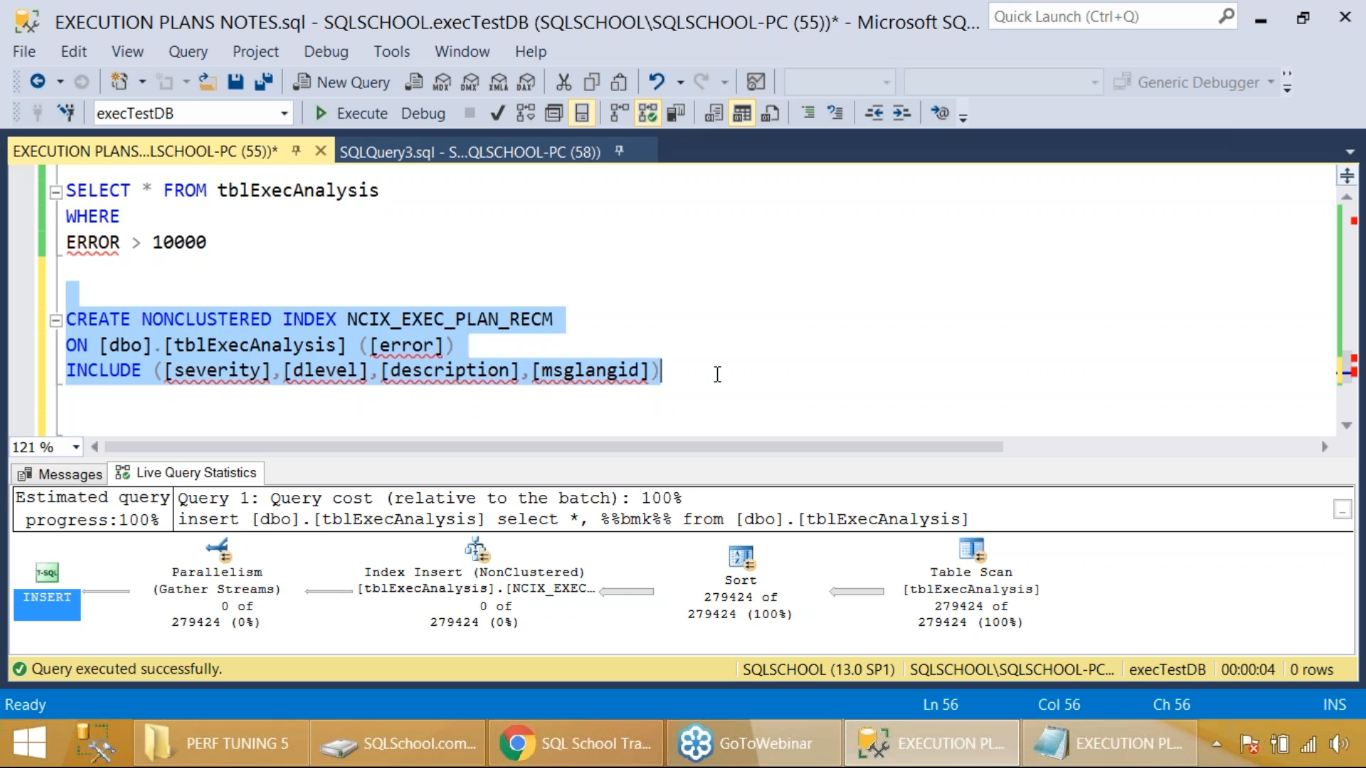 EXECUTION PLANS NOTES.sql - SQLSCHOOL.execTestDB (SQLSCHOOL\SQLSCHOOL-PC (55))* - Microsoft SQ...
Quick Launch (Ctrl+Q)
File Edit View Query Project Debug Tools Window Help
New Query
MDX DMX XMLA DAX
Generic Debugger
execTestDB
Execute Debug
EXECUTION PLANS...LSCHOOL-PC (55))*
SQLQuery3.sql - S...QLSCHOOL-PC (58))
SELECT * FROM tblExecAnalysis
WHERE
ERROR > 10000
CREATE NONCLUSTERED INDEX NCIX_EXEC_PLAN_RECM
ON [dbo].[tblExecAnalysis] ([error])
INCLUDE ([severity],[dlevel],[description],[msglangid])
121 %
Messages
Live Query Statistics
Estimated query
progress:100%
Query 1: Query cost (relative to the batch): 100%
insert [dbo].[tblExecAnalysis] select *, %%bmk%% from [dbo].[tblExecAnalysis]
T-SQL
INSERT
Parallelism
(Gather Streams)
0 of
279424 (0%)
Index Insert (NonClustered)
[tblExecAnalysis].[NCIX_EXEC...
0 of
279424 (0%)
Sort
279424 of
279424 (100%)
Table Scan
[tblExecAnalysis]
279424 of
279424 (100%)
Query executed successfully.
SQLSCHOOL (13.0 SP1)
SQLSCHOOL\SQLSCHOOL-PC...
execTestDB
00:00:04
0 rows
Ready
Ln 56
Col 56
Ch 56
INS
PERF TUNING 5
SQLSchool.com...
SQL School Tra...
GoToWebinar
EXECUTION PL...
EXECUTION PL...